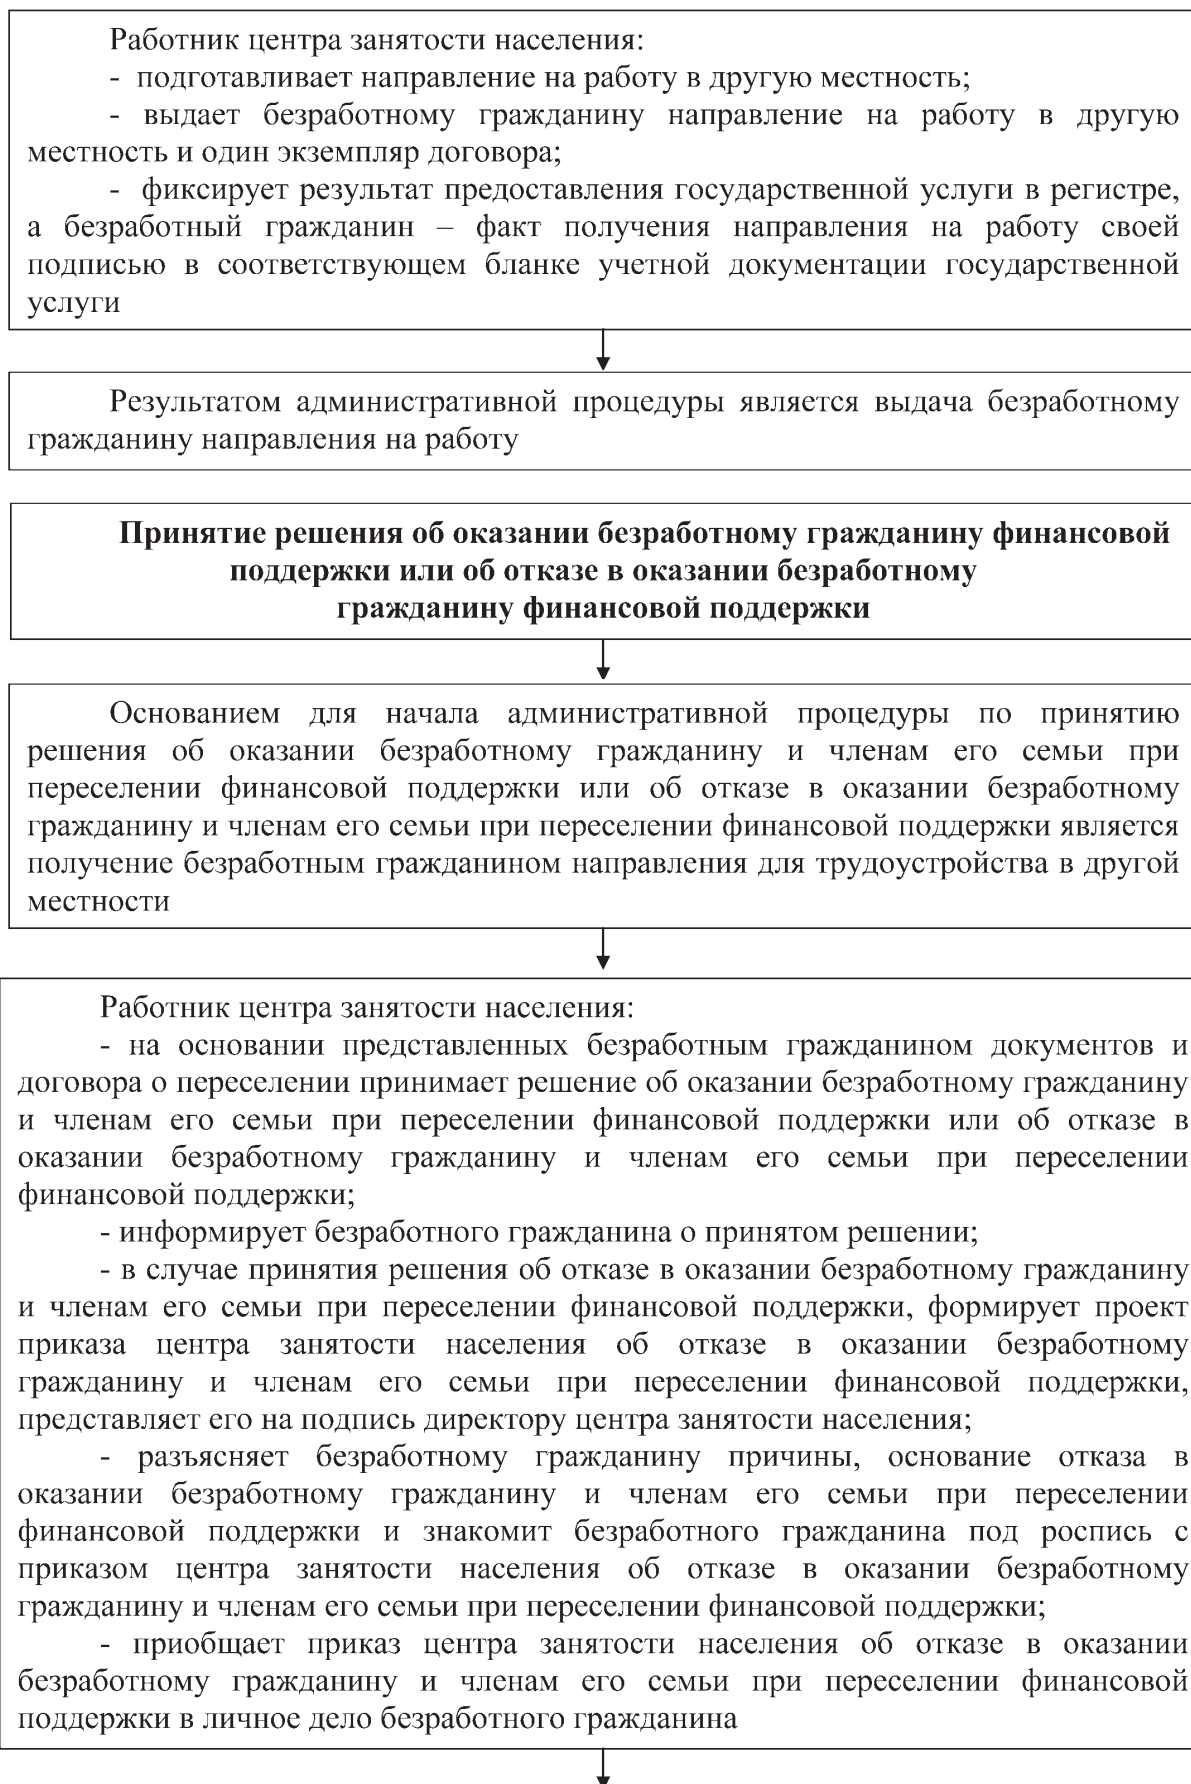 Работник центра занятости населения:
- подготавливает направление на работу в другую местность;
- выдает безработному гражданину направление на работу в другую
местность и один экземпляр договора;
- фиксирует результат предоставления государственной услуги в регистре,
а безработный гражданин – факт получения направления на работу своей
подписью в соответствующем бланке учетной документации государственной
услуги
Результатом административной процедуры является выдача безработному
гражданину направления на работу
Принятие решения об оказании безработному гражданину финансовой
поддержки или об отказе в оказании безработному
гражданину финансовой поддержки
Основанием для начала административной процедуры по принятию
решения об оказании безработному гражданину и членам его семьи при
переселении финансовой поддержки или об отказе в оказании безработному
гражданину и членам его семьи при переселении финансовой поддержки является
получение безработным гражданином направления для трудоустройства в другой
местности
Работник центра занятости населения:
- на основании представленных безработным гражданином документов и
договора о переселении принимает решение об оказании безработному гражданину
и членам его семьи при переселении финансовой поддержки или об отказе в
оказании безработному гражданину и членам его семьи при переселении
финансовой поддержки;
- информирует безработного гражданина о принятом решении;
- в случае принятия решения об отказе в оказании безработному гражданину
и членам его семьи при переселении финансовой поддержки, формирует проект
приказа центра занятости населения об отказе в оказании безработному
гражданину и членам его семьи при переселении финансовой поддержки,
представляет его на подпись директору центра занятости населения;
- разъясняет безработному гражданину причины, основание отказа в
оказании безработному гражданину и членам его семьи при переселении
финансовой поддержки и знакомит безработного гражданина под роспись с
приказом центра занятости населения об отказе в оказании безработному
гражданину и членам его семьи при переселении финансовой поддержки;
- приобщает приказ центра занятости населения об отказе в оказании
безработному гражданину и членам его семьи при переселении финансовой
поддержки в личное дело безработного гражданина